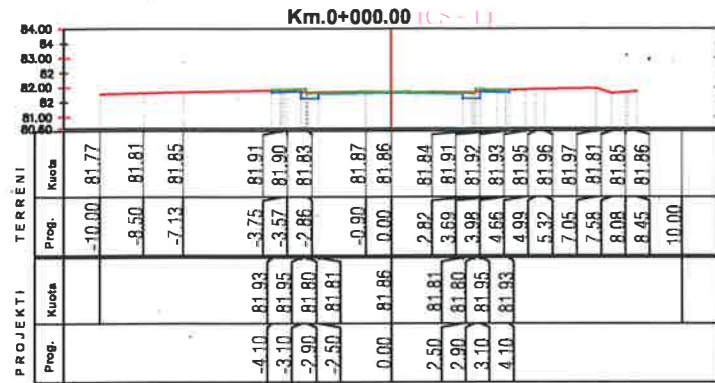 Km.0+000.00 [CS - 1]
84.00
84
83.00
82
82.00
82
81.00
80.60
TERRENI
Kuota
81.77 81.81 81.85 81.91 81.90 81.83 81.87 81.86 81.84 81.91 81.92 81.93 81.95 81.96 81.97 81.81 81.85 81.86
Prog.
-10.00 -8.50 -7.13 -3.75 -3.57 -2.86 -0.90 0.00 2.82 3.69 3.98 4.66 4.99 5.32 7.05 7.58 8.08 8.45 10.00
PROJEKTI
Kuota
81.93 81.95 81.80 81.81 81.86 81.81 81.80 81.95 81.93
Prog.
-4.10 -3.10 -2.90 -2.50 0.00 2.50 2.90 3.10 4.10